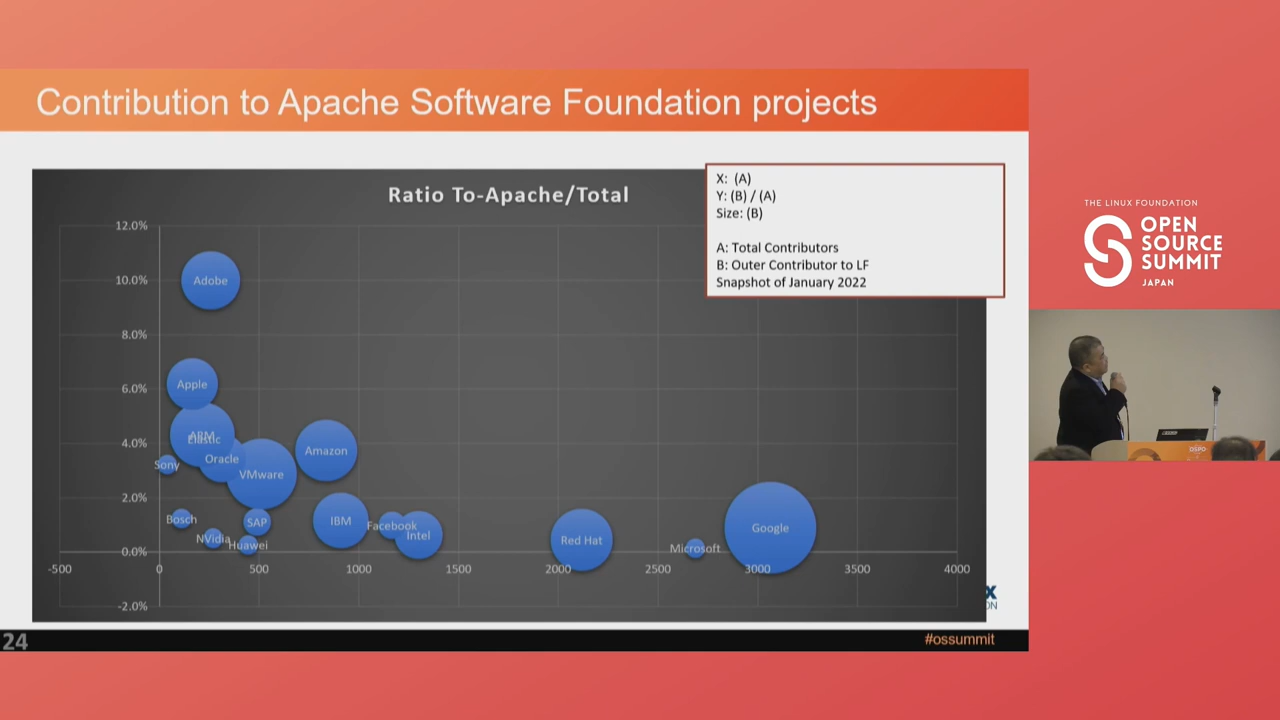 Contribution to Apache Software Foundation projects
Ratio To-Apache/Total
X: (A)
Y: (B) / (A)
Size: (B)
A: Total Contributors
B: Outer Contributor to LF
Snapshot of January 2022
12.0%
10.0%
8.0%
6.0%
4.0%
2.0%
0.0%
-2.0%
-500
0
500
1000
1500
2000
2500
3000
3500
4000
Adobe
Apple
ARM
Elastic
Sony
Oracle
VMware
Amazon
Bosch
NVidia
Huawei
SAP
IBM
Facebook
Intel
Red Hat
Microsoft
Google
24
#ossummit
THE LINUX FOUNDATION
OPEN
SOURCE
SUMMIT
JAPAN
OSPO